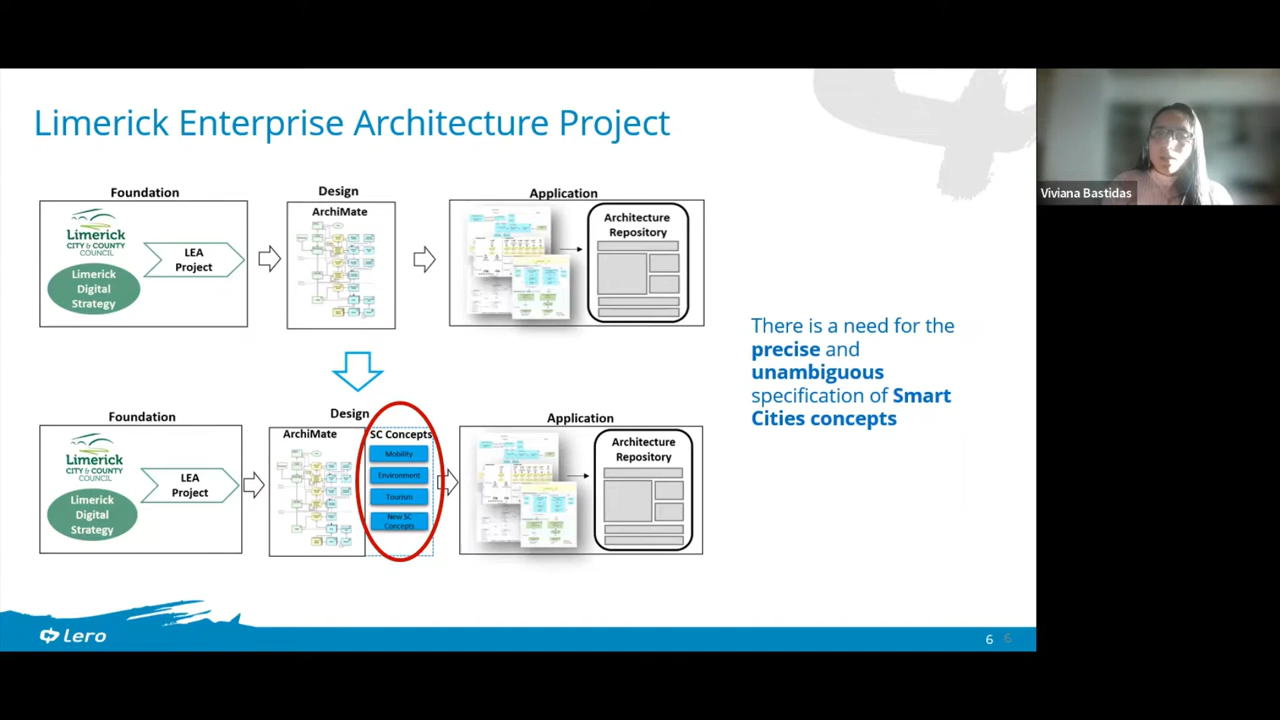 Limerick Enterprise Architecture Project
Foundation
Limerick
CITY & COUNTY
COUNCIL
Limerick
Digital
Strategy
LEA
Project
Design
ArchiMate
Application
Architecture
Repository
There is a need for the
precise and
unambiguous
specification of Smart
Cities concepts
Foundation
Limerick
CITY & COUNTY
COUNCIL
Limerick
Digital
Strategy
LEA
Project
Design
ArchiMate
SC Concepts
Mobility
Environment
Tourism
New SC
Concepts
Application
Architecture
Repository
Lero
6 6
Viviana Bastidas